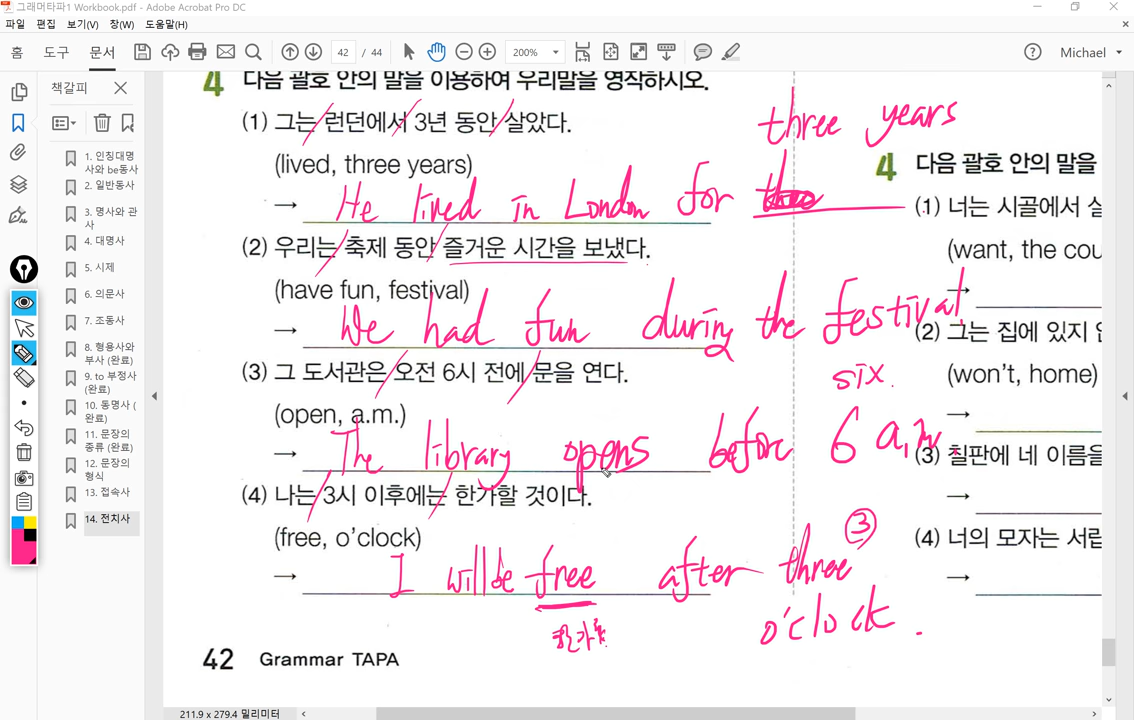 그래머타파1 Workbook.pdf - Adobe Acrobat Pro DC
파일 편집 보기(V) 창(W) 도움말(H)
홈 도구 문서 42 / 44 200% Michael
책갈피
1. 인칭대명
사와 be동사
2. 일반동사
3. 명사와 관
사
4. 대명사
5. 시제
6. 의문사
7. 조동사
8. 형용사와
부사 (완료)
9. to 부정사
(완료)
10. 동명사 (
완료)
11. 문장의
종류 (완료)
12. 문장의
형식
13. 접속사
14. 전치사
4 다음 괄호 안의 말을 이용하여 우리말을 영작하시오.
(1) 그는 런던에서 3년 동안 살았다.
three years
(lived, three years)
→ He lived in London for
(2) 우리는 축제 동안 즐거운 시간을 보냈다.
(have fun, festival)
→ We had fun during the festival.
(3) 그 도서관은 오전 6시 전에 문을 연다.
six.
(open, a.m.)
→ The library opens before 6 a.m.
(4) 나는 3시 이후에는 한가할 것이다.
(free, o'clock)
3
→ I will be free after three
o'clock.
한가한
42 Grammar TAPA
4 다음 괄호 안의 말을
(1) 너는 시골에서 살
(want, the cou
→
(2) 그는 집에 있지 않
(won't, home)
→
(3) 칠판에 네 이름을
→
(4) 너의 모자는 서랍
→
211.9 x 279.4 밀리미터